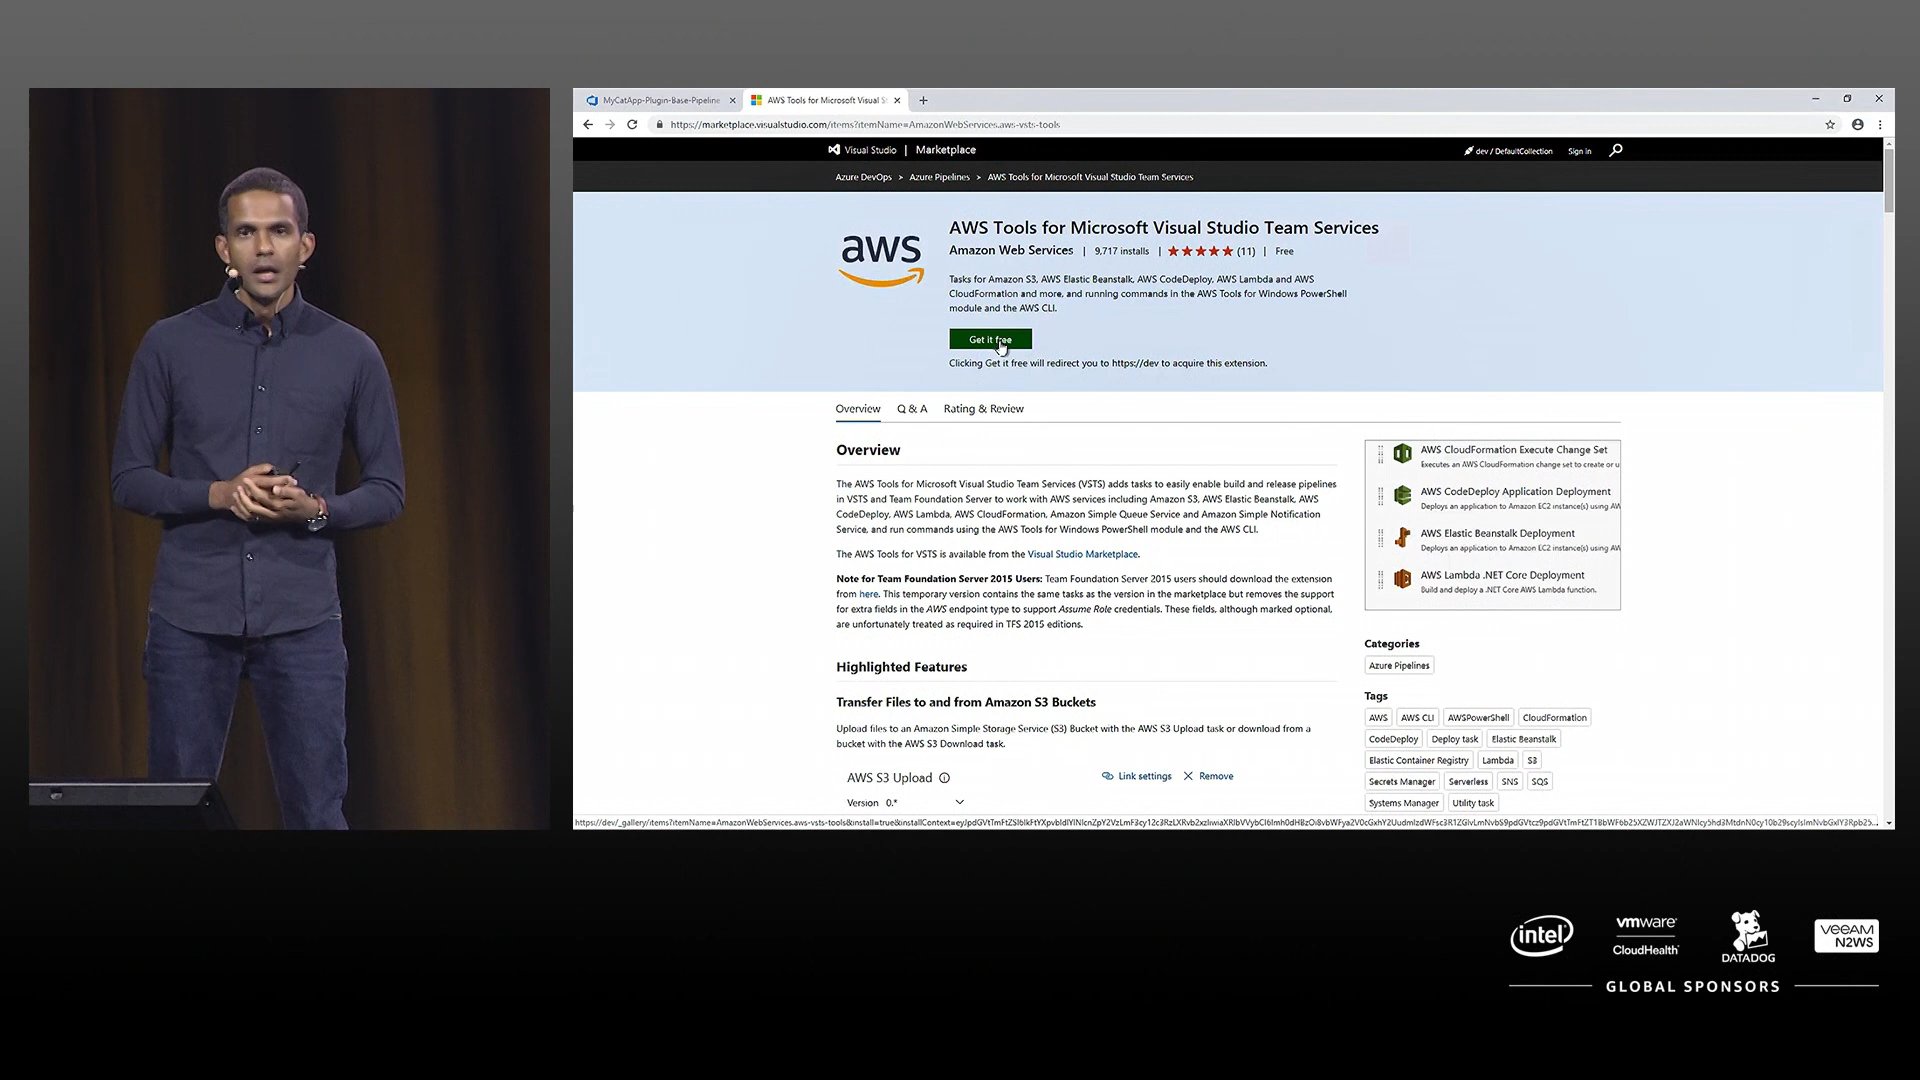 MyCatApp-Plugin-Base-Pipeline
AWS Tools for Microsoft Visual St
https://marketplace.visualstudio.com/items?itemName=AmazonWebServices.aws-vsts-tools
Visual Studio | Marketplace
dev / DefaultCollection
Sign in
Azure DevOps > Azure Pipelines > AWS Tools for Microsoft Visual Studio Team Services
aws
AWS Tools for Microsoft Visual Studio Team Services
Amazon Web Services | 9,717 installs | ★★★★★ (11) | Free
Tasks for Amazon S3, AWS Elastic Beanstalk, AWS CodeDeploy, AWS Lambda and AWS
CloudFormation and more, and running commands in the AWS Tools for Windows PowerShell
module and the AWS CLI.
Get it free
Clicking Get it free will redirect you to https://dev to acquire this extension.
Overview Q & A Rating & Review
Overview
The AWS Tools for Microsoft Visual Studio Team Services (VSTS) adds tasks to easily enable build and release pipelines
in VSTS and Team Foundation Server to work with AWS services including Amazon S3, AWS Elastic Beanstalk, AWS
CodeDeploy, AWS Lambda, AWS CloudFormation, Amazon Simple Queue Service and Amazon Simple Notification
Service, and run commands using the AWS Tools for Windows PowerShell module and the AWS CLI.
The AWS Tools for VSTS is available from the Visual Studio Marketplace.
Note for Team Foundation Server 2015 Users: Team Foundation Server 2015 users should download the extension
from here. This temporary version contains the same tasks as the version in the marketplace but removes the support
for extra fields in the AWS endpoint type to support Assume Role credentials. These fields, although marked optional,
are unfortunately treated as required in TFS 2015 editions.
Highlighted Features
Transfer Files to and from Amazon S3 Buckets
Upload files to an Amazon Simple Storage Service (S3) Bucket with the AWS S3 Upload task or download from a
bucket with the AWS S3 Download task.
AWS S3 Upload
Link settings
Remove
Version 0.*
AWS CloudFormation Execute Change Set
Executes an AWS CloudFormation change set to create or u
AWS CodeDeploy Application Deployment
Deploys an application to Amazon EC2 instance(s) using AW
AWS Elastic Beanstalk Deployment
Deploys an application to Amazon EC2 instance(s) using AW
AWS Lambda .NET Core Deployment
Build and deploy a .NET Core AWS Lambda function.
Categories
Azure Pipelines
Tags
AWS AWS CLI AWSPowerShell CloudFormation
CodeDeploy Deploy task Elastic Beanstalk
Elastic Container Registry Lambda S3
Secrets Manager Serverless SNS SQS
Systems Manager Utility task
intel
vmware
CloudHealth
DATADOG
VEEAM
N2WS
GLOBAL SPONSORS